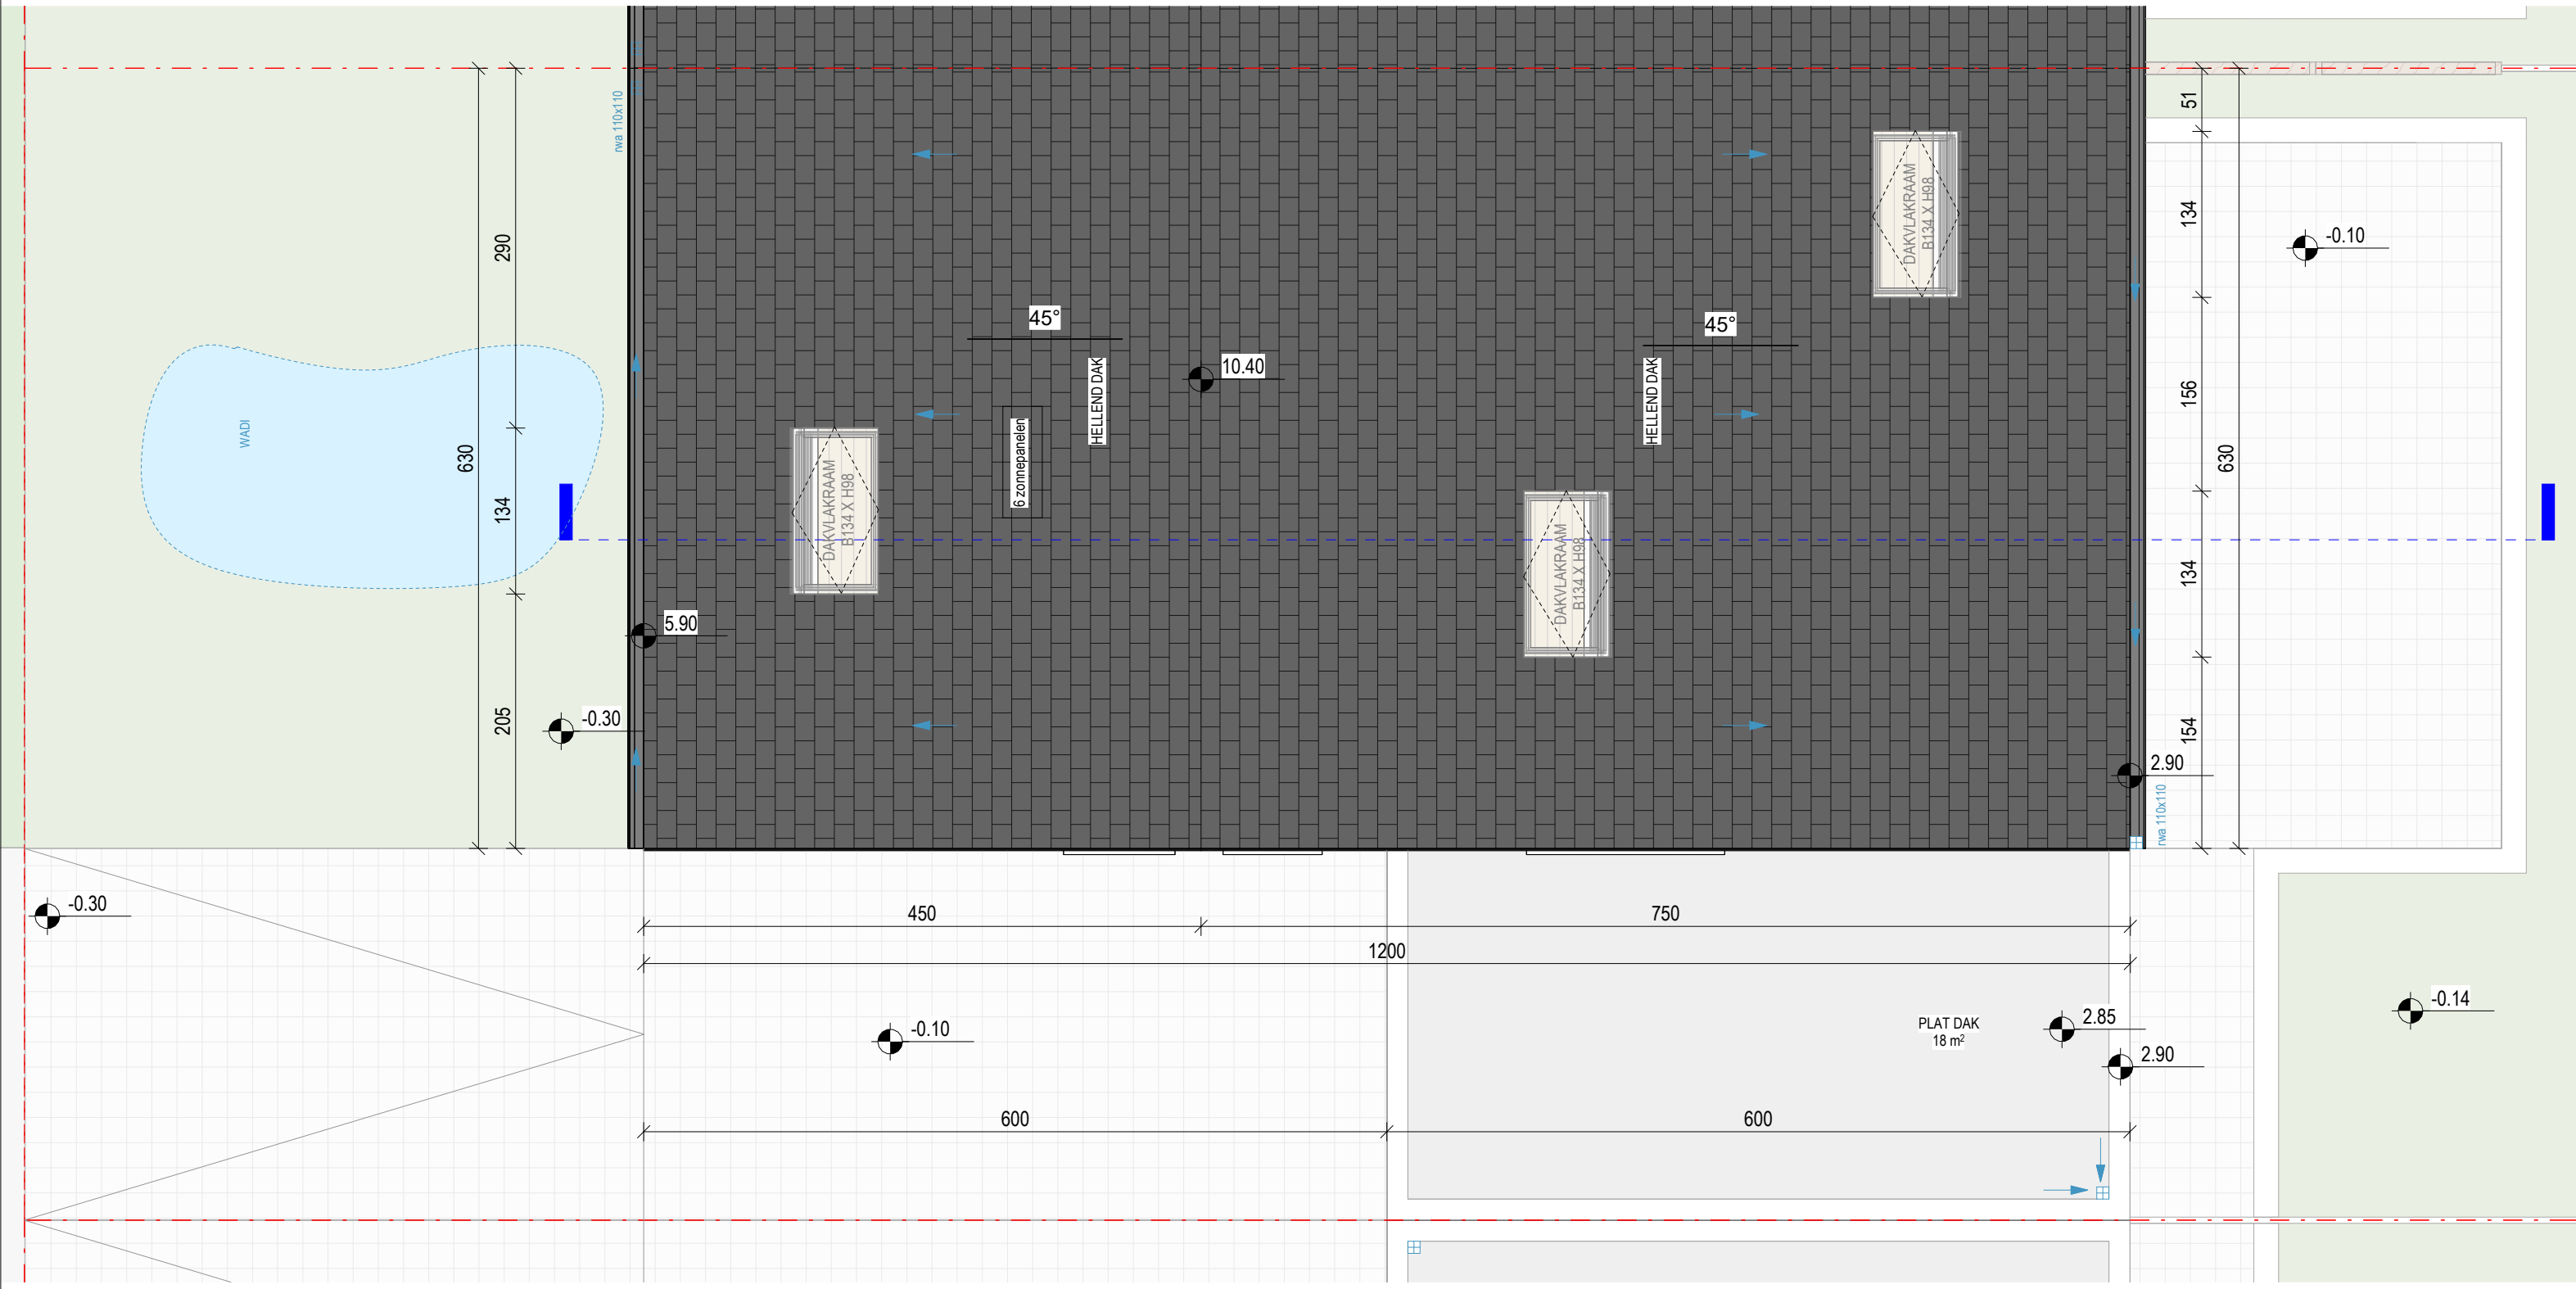 rwa 110x110
51
290
134
-0.10
DAKVLAKRAAM
B134 X H98
45°
45°
10.40
HELLEND DAK
HELLEND DAK
156
WADI
630
630
6 zonnepanelen
134
DAKVLAKRAAM
B134 X H98
DAKVLAKRAAM
B134 X H98
134
5.90
-0.30
205
154
2.90
rwa 110x110
-0.30
450
750
1200
-0.10
PLAT DAK
18 m²
2.85
2.90
-0.14
600
600